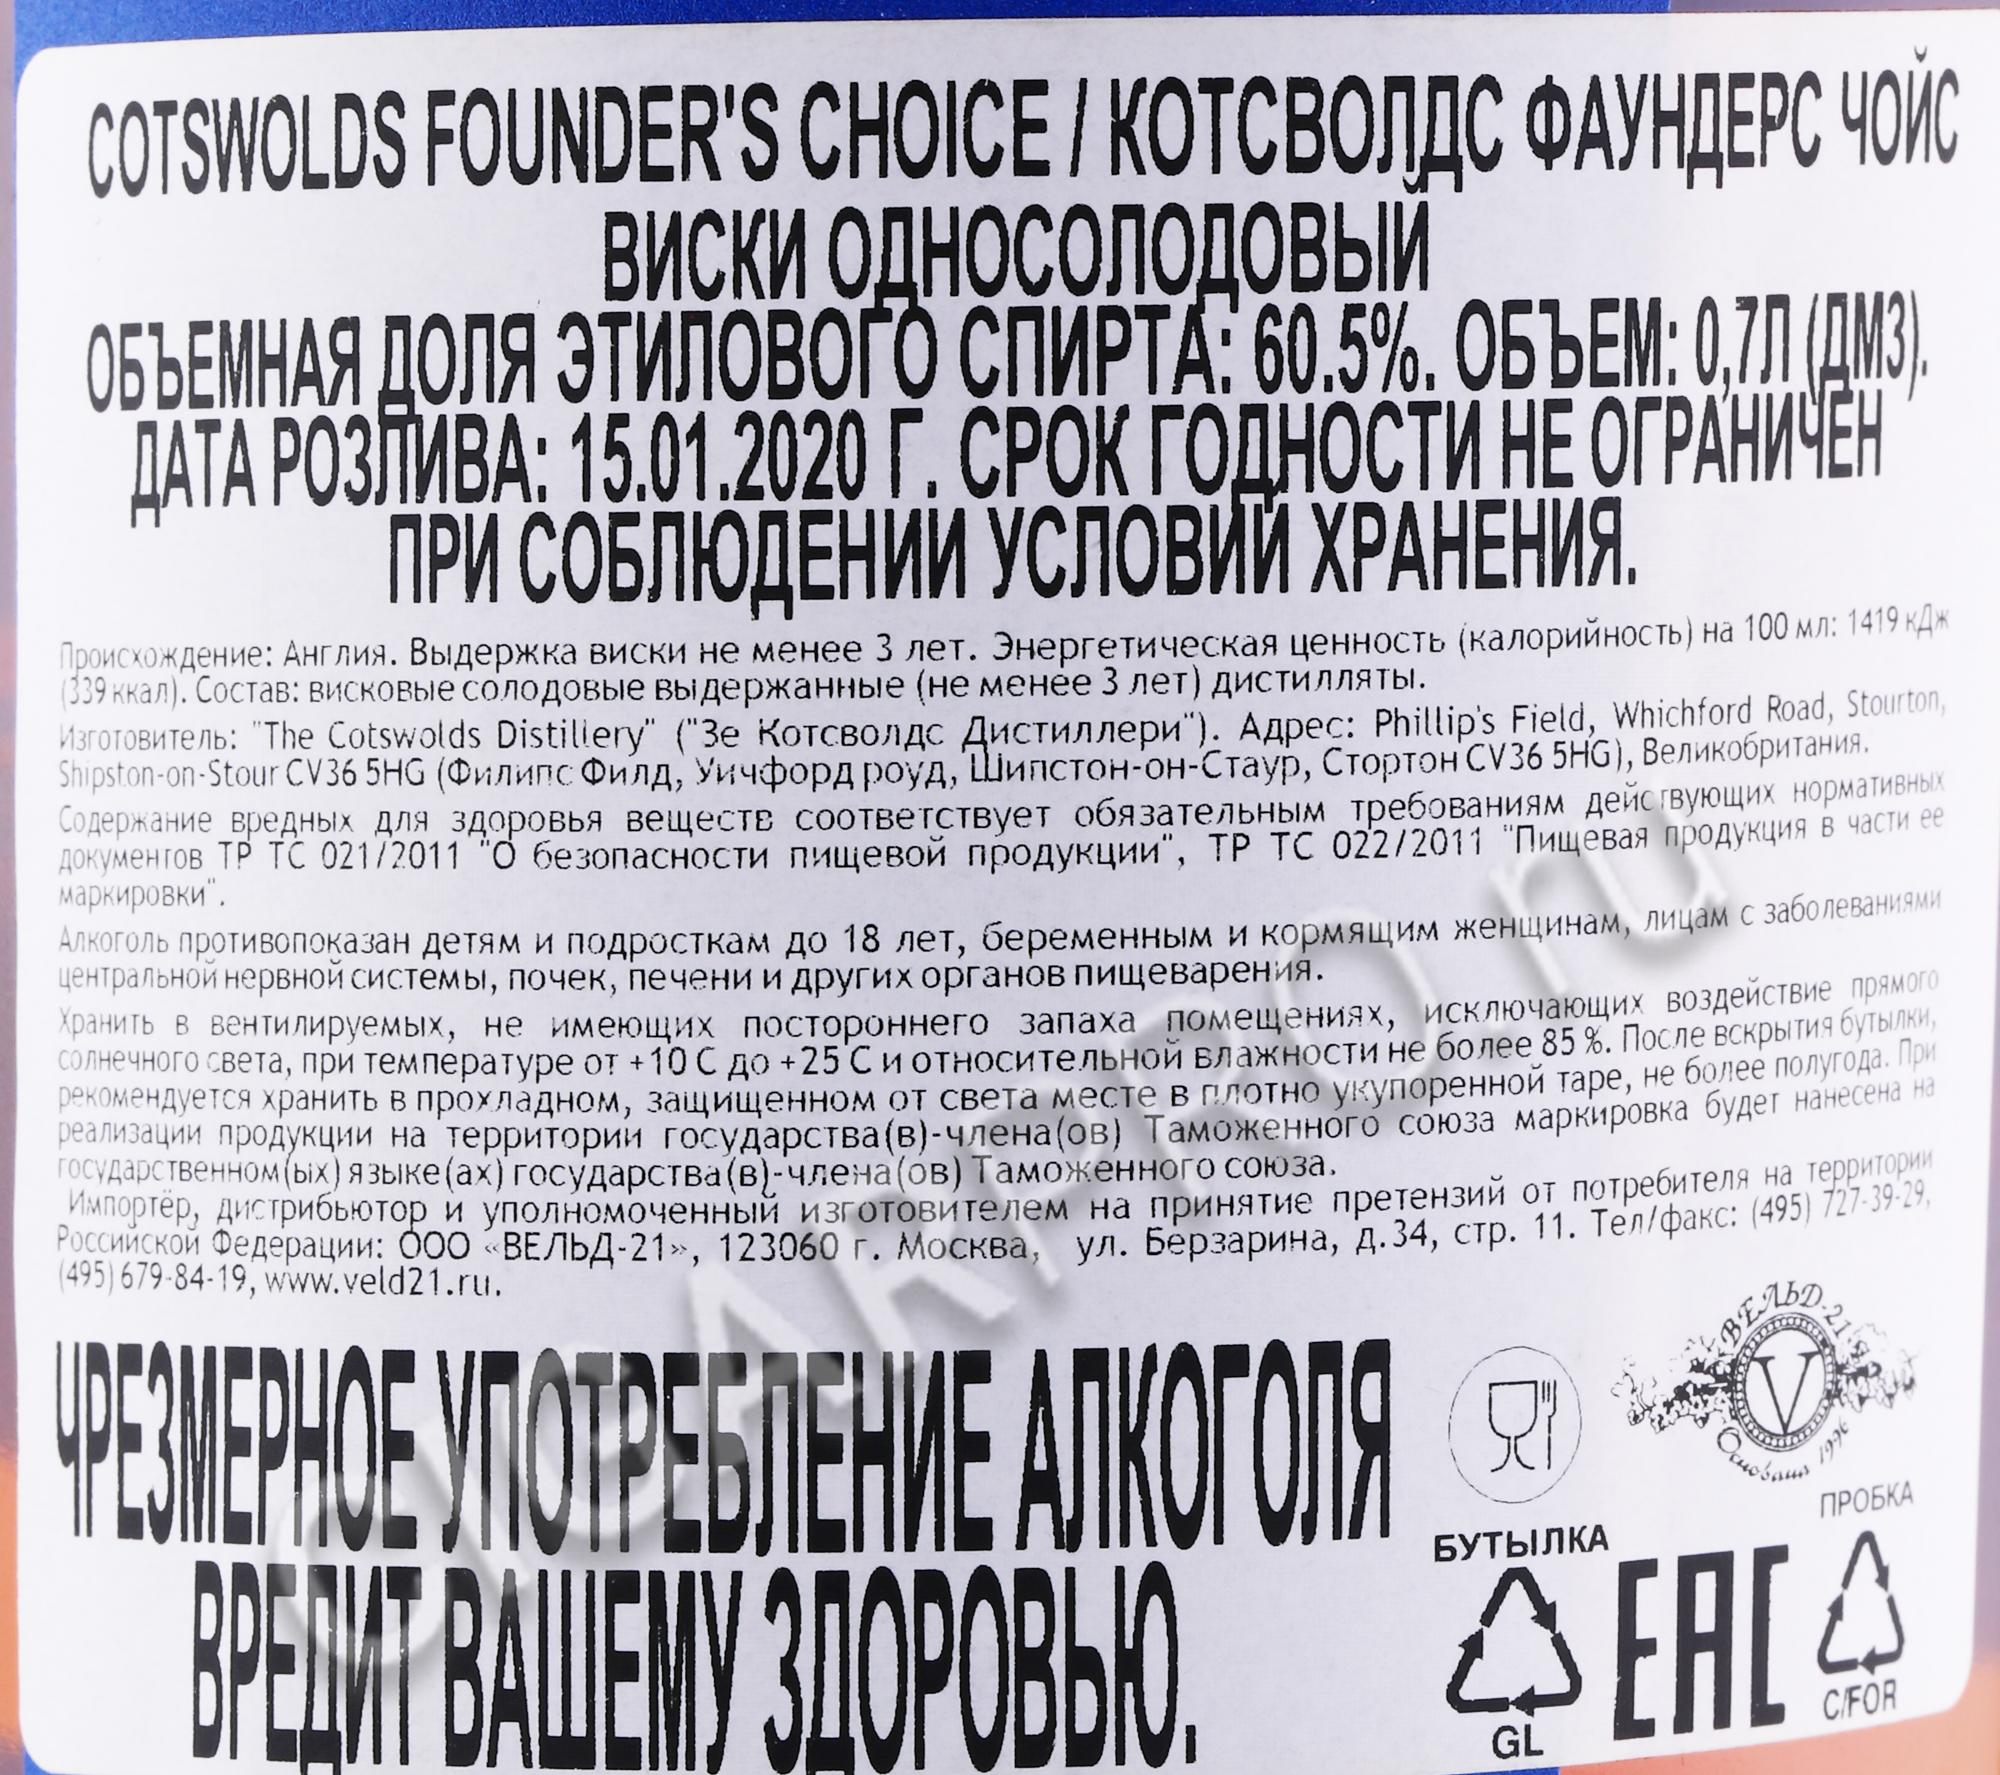 COTSWOLDS FOUNDER'S CHOICE / КОТСВОЛДС ФАУНДЕРС ЧОЙС
ВИСКИ ОДНОСОЛОДОВЫЙ
ОБЪЕМНАЯ ДОЛЯ ЭТИЛОВОГО СПИРТА: 60.5%. ОБЪЕМ: 0,7Л (ДМ3).
ДАТА РОЗЛИВА: 15.01.2020 Г. СРОК ГОДНОСТИ НЕ ОГРАНИЧЕН
ПРИ СОБЛЮДЕНИИ УСЛОВИЙ ХРАНЕНИЯ.
Происхождение: Англия. Выдержка виски не менее 3 лет. Энергетическая ценность (калорийность) на 100 мл: 1419 кДж
(339 ккал). Состав: висковые солодовые выдержанные (не менее 3 лет) дистилляты.
Изготовитель: "The Cotswolds Distillery" ("Зе Котсволдс Дистиллери"). Адрес: Phillip's Field, Whichford Road, Stourton,
Shipston-on-Stour CV36 5HG (Филипс Филд, Уичфорд роуд, Шипстон-он-Стаур, Стортон CV36 5HG), Великобритания.
Содержание вредных для здоровья веществ соответствует обязательным требованиям действующих нормативных
документов ТР ТС 021/2011 "О безопасности пищевой продукции", ТР ТС 022/2011 "Пищевая продукция в части ее
маркировки".
Алкоголь противопоказан детям и подросткам до 18 лет, беременным и кормящим женщинам, лицам с заболеваниями
центральной нервной системы, почек, печени и других органов пищеварения.
Хранить в вентилируемых, не имеющих постороннего запаха помещениях, исключающих воздействие прямого
солнечного света, при температуре от +10 С до +25 С и относительной влажности не более 85 %. После вскрытия бутылки,
рекомендуется хранить в прохладном, защищенном от света месте в плотно укупоренной таре, не более полугода. При
реализации продукции на территории государства(в)-члена(ов) Таможенного союза маркировка будет нанесена на
государственном(ых) языке(ах) государства(в)-члена(ов) Таможенного союза.
Импортёр, дистрибьютор и уполномоченный изготовителем на принятие претензий от потребителя на территории
Российской Федерации: ООО «ВЕЛЬД-21», 123060 г. Москва, ул. Берзарина, д.34, стр. 11. Тел/факс: (495) 727-39-29,
(495) 679-84-19, www.veld21.ru.
ЧРЕЗМЕРНОЕ УПОТРЕБЛЕНИЕ АЛКОГОЛЯ
ВРЕДИТ ВАШЕМУ ЗДОРОВЬЮ.
ВЕЛЬД-21
V
Основана 1996
БУТЫЛКА
GL
EAC
ПРОБКА
C/FOR
CIGARPRO.ru